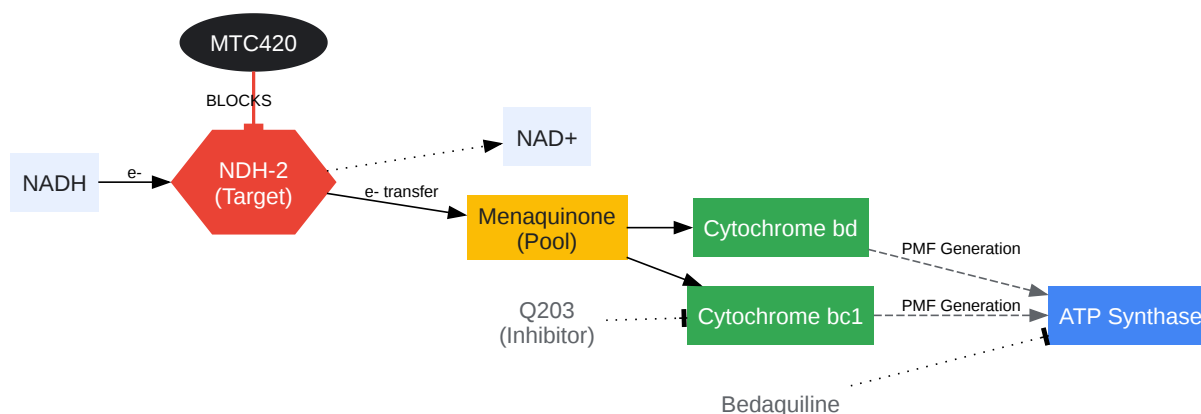 MTC420
BLOCKS
NADH
e-
NDH-2
(Target)
NAD+
e- transfer
Menaquinone
(Pool)
Cytochrome bd
PMF Generation
Q203
(Inhibitor)
Cytochrome bc1
PMF Generation
ATP Synthase
Bedaquiline